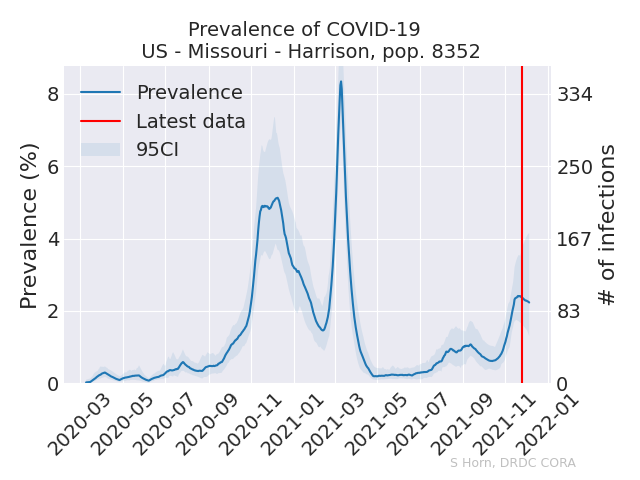 Prevalence of COVID-19
US - Missouri - Harrison, pop. 8352
Prevalence
Latest data
95CI
Prevalence (%)
# of infections
8
6
4
2
0
334
250
167
83
0
2020-03
2020-05
2020-07
2020-09
2020-11
2021-01
2021-03
2021-05
2021-07
2021-09
2021-11
2022-01
S Horn, DRDC CORA